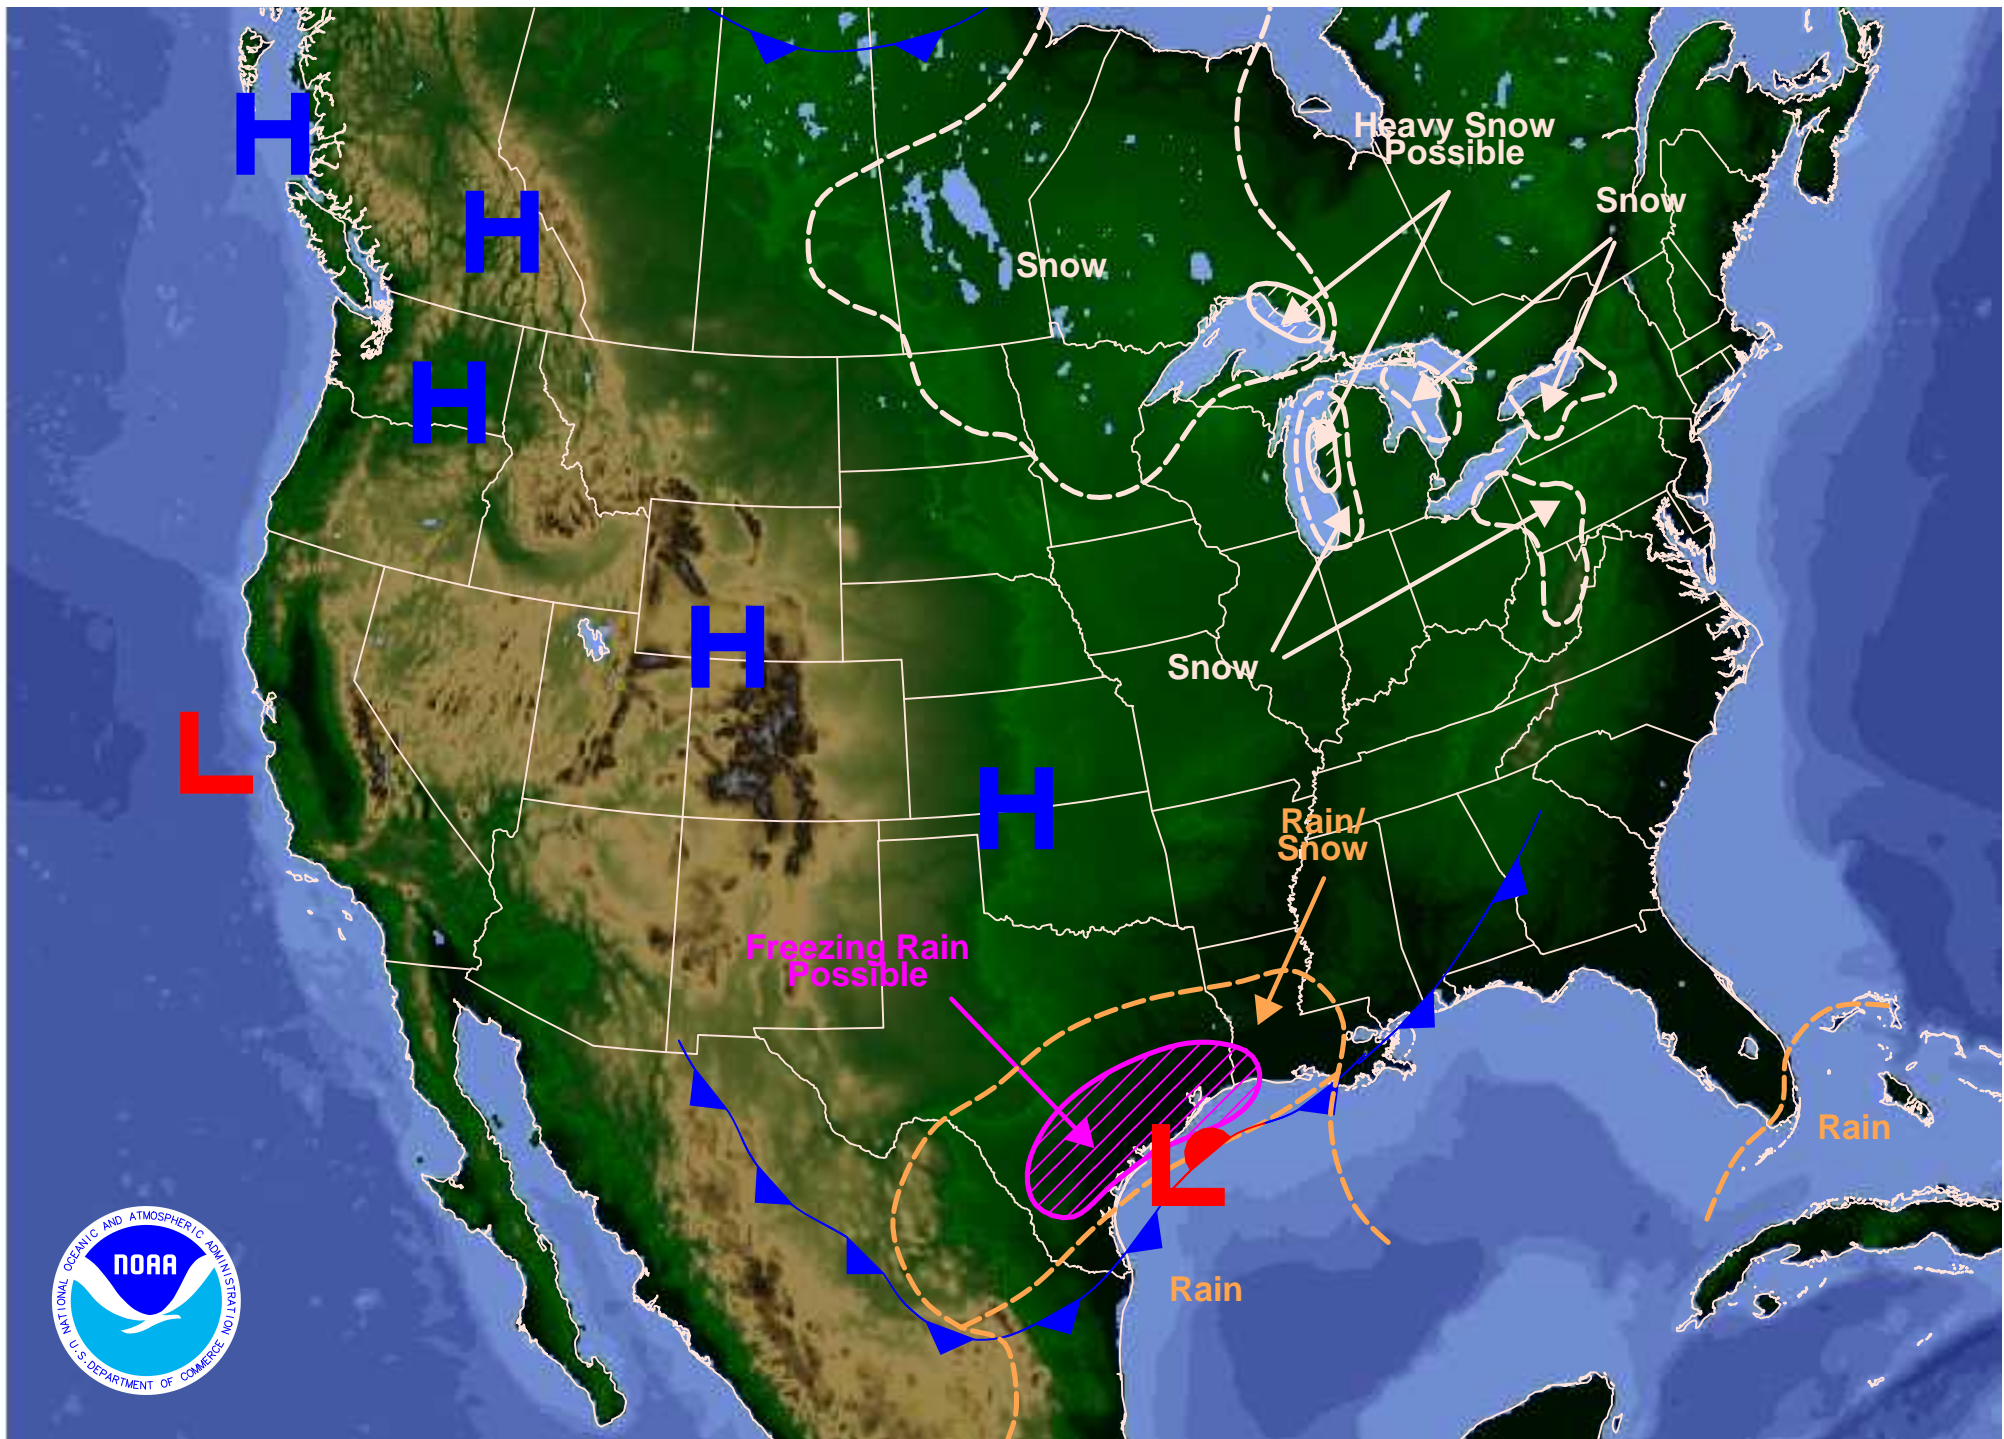 Heavy Snow
Possible
Snow
H
H
Snow
H
H
Snow
L
H
Rain/
Snow
Freezing Rain
Possible
Rain
L
Rain
NOAA
NATIONAL OCEANIC AND ATMOSPHERIC ADMINISTRATION
U.S. DEPARTMENT OF COMMERCE